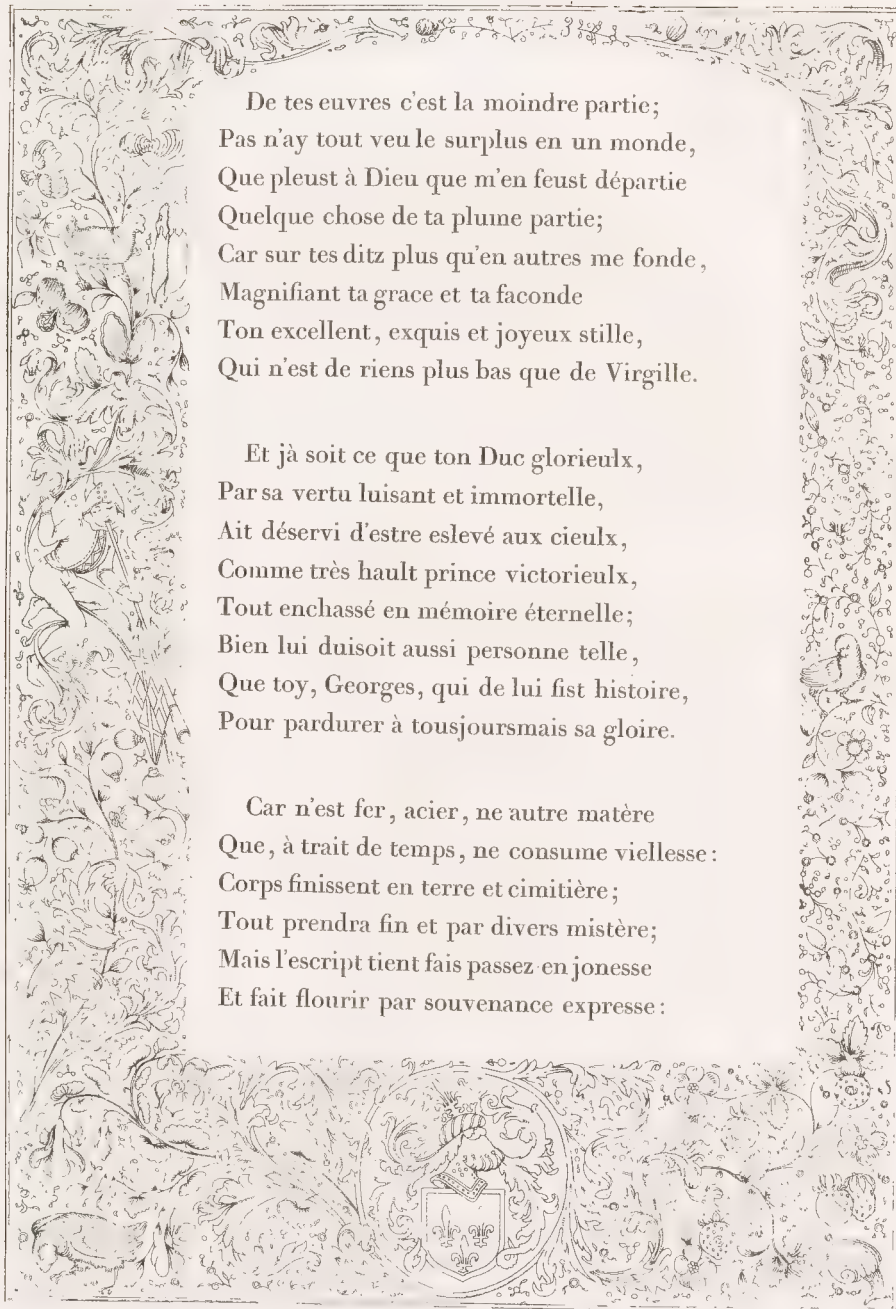 De tes euvres c'est la moindre partie;
Pas n'ay tout veu le surplus en un monde,
Que pleust à Dieu que m'en feust départie
Quelque chose de ta plume partie;
Car sur tes ditz plus qu'en autres me fonde,
Magnifiant ta grace et ta faconde
Ton excellent, exquis et joyeux stille,
Qui n'est de riens plus bas que de Virgille.

Et jà soit ce que ton Duc glorieulx,
Par sa vertu luisant et immortelle,
Ait déservi d'estre eslevé aux cieulx,
Comme très hault prince victorieulx,
Tout enchassé en mémoire éternelle;
Bien lui duisoit aussi personne telle,
Que toy, Georges, qui de lui fist histoire,
Pour pardurer à tousjoursmais sa gloire.

Car n'est fer, acier, ne autre matère
Que, à trait de temps, ne consume viellesse:
Corps finissent en terre et cimitière;
Tout prendra fin et par divers mistère;
Mais l'escript tient fais passez en jonesse
Et fait flourir par souvenance expresse: